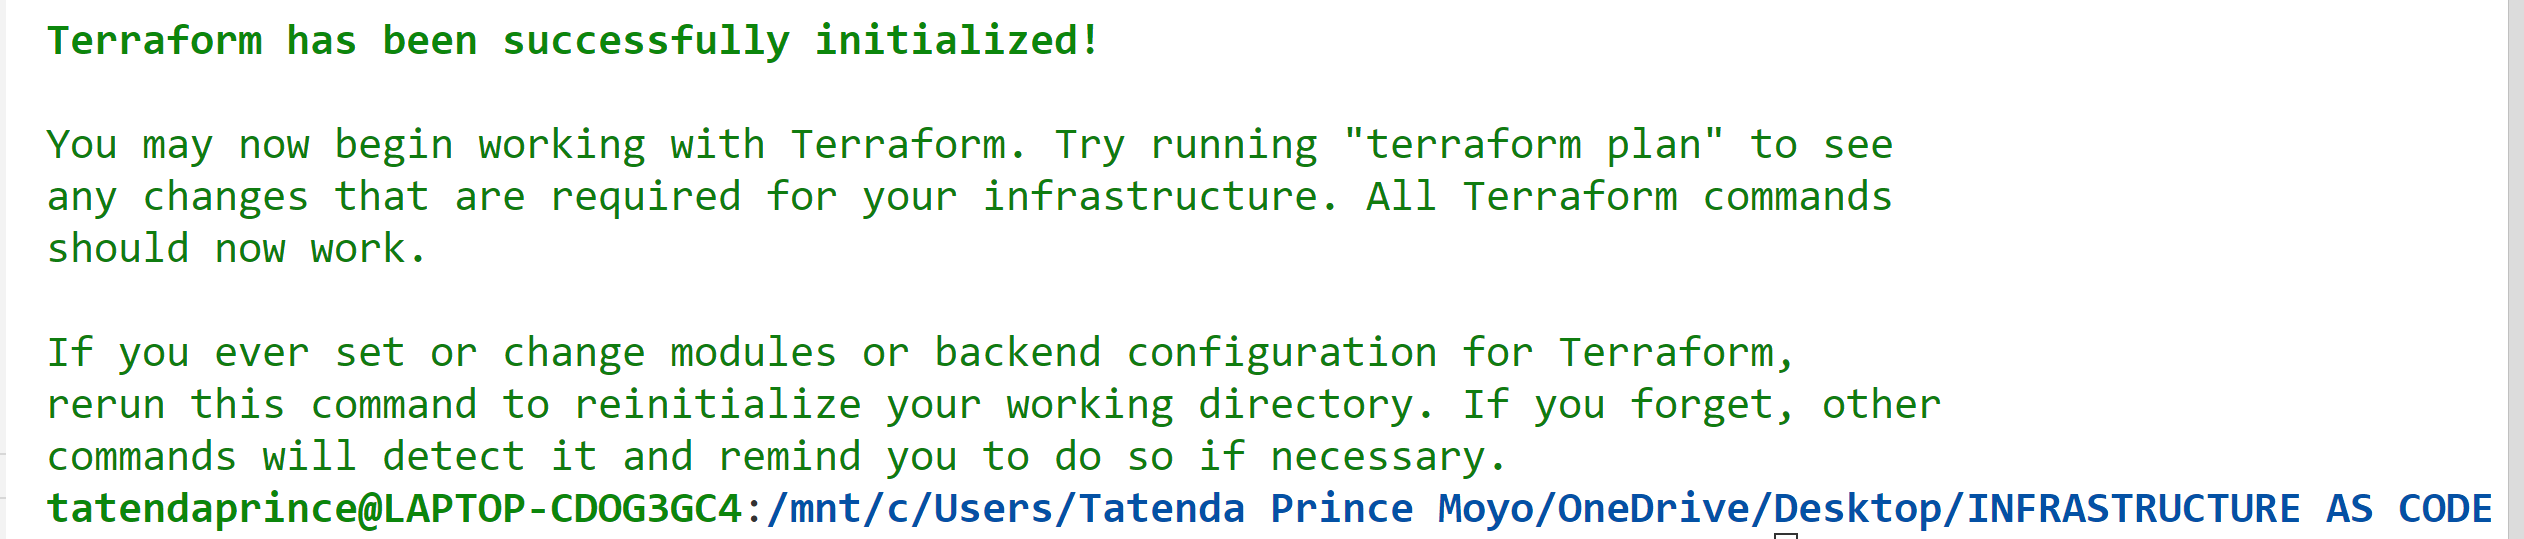 Terraform has been successfully initialized!
You may now begin working with Terraform. Try running "terraform plan" to see
any changes that are required for your infrastructure. All Terraform commands
should now work.
If you ever set or change modules or backend configuration for Terraform,
rerun this command to reinitialize your working directory. If you forget, other
commands will detect it and remind you to do so if necessary.
tatendaprince@LAPTOP-CDOG3GC4:/mnt/c/Users/Tatenda Prince Moyo/OneDrive/Desktop/INFRASTRUCTURE AS CODE